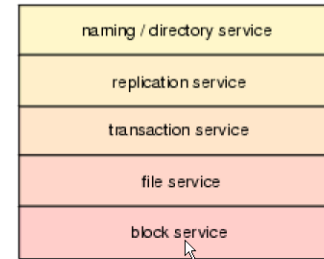 naming / directory service
replication service
transaction service
file service
block service